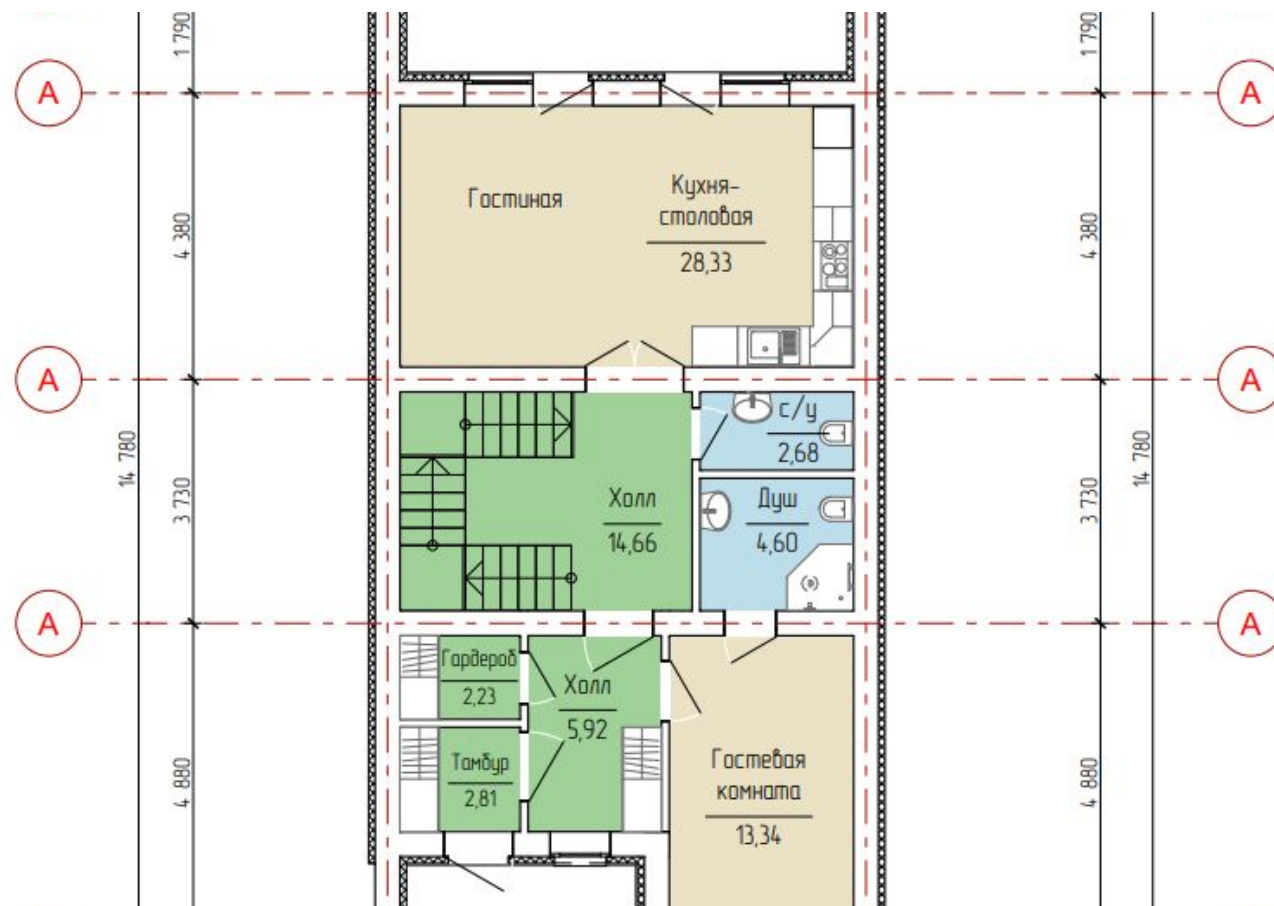 1 790
1 790
А
А
Гостиная
Кухня-
столовая
28,33
4 380
4 380
А
А
с/у
2,68
14 780
14 780
3 730
3 730
Холл
14,66
Душ
4,60
А
А
Гардероб
2,23
Холл
5,92
Тамбур
2,81
Гостевая
комната
13,34
4 880
4 880